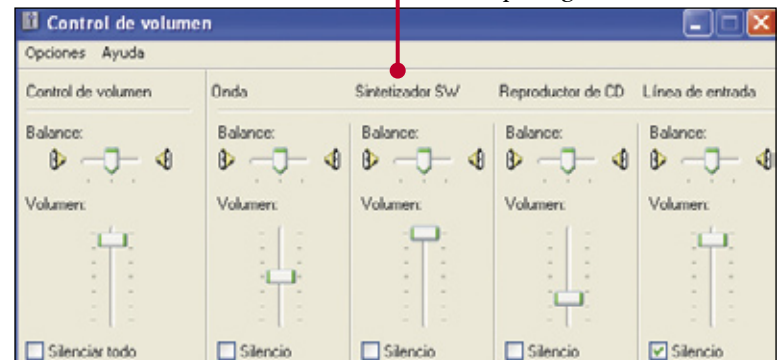 Control de volumen
Opciones Ayuda
Control de volumen Onda Sintetizador SW Reproductor de CD Línea de entrada
Balance: Balance: Balance: Balance: Balance:
Volumen: Volumen: Volumen: Volumen: Volumen:
Silenciar todo Silencio Silencio Silencio Silencio